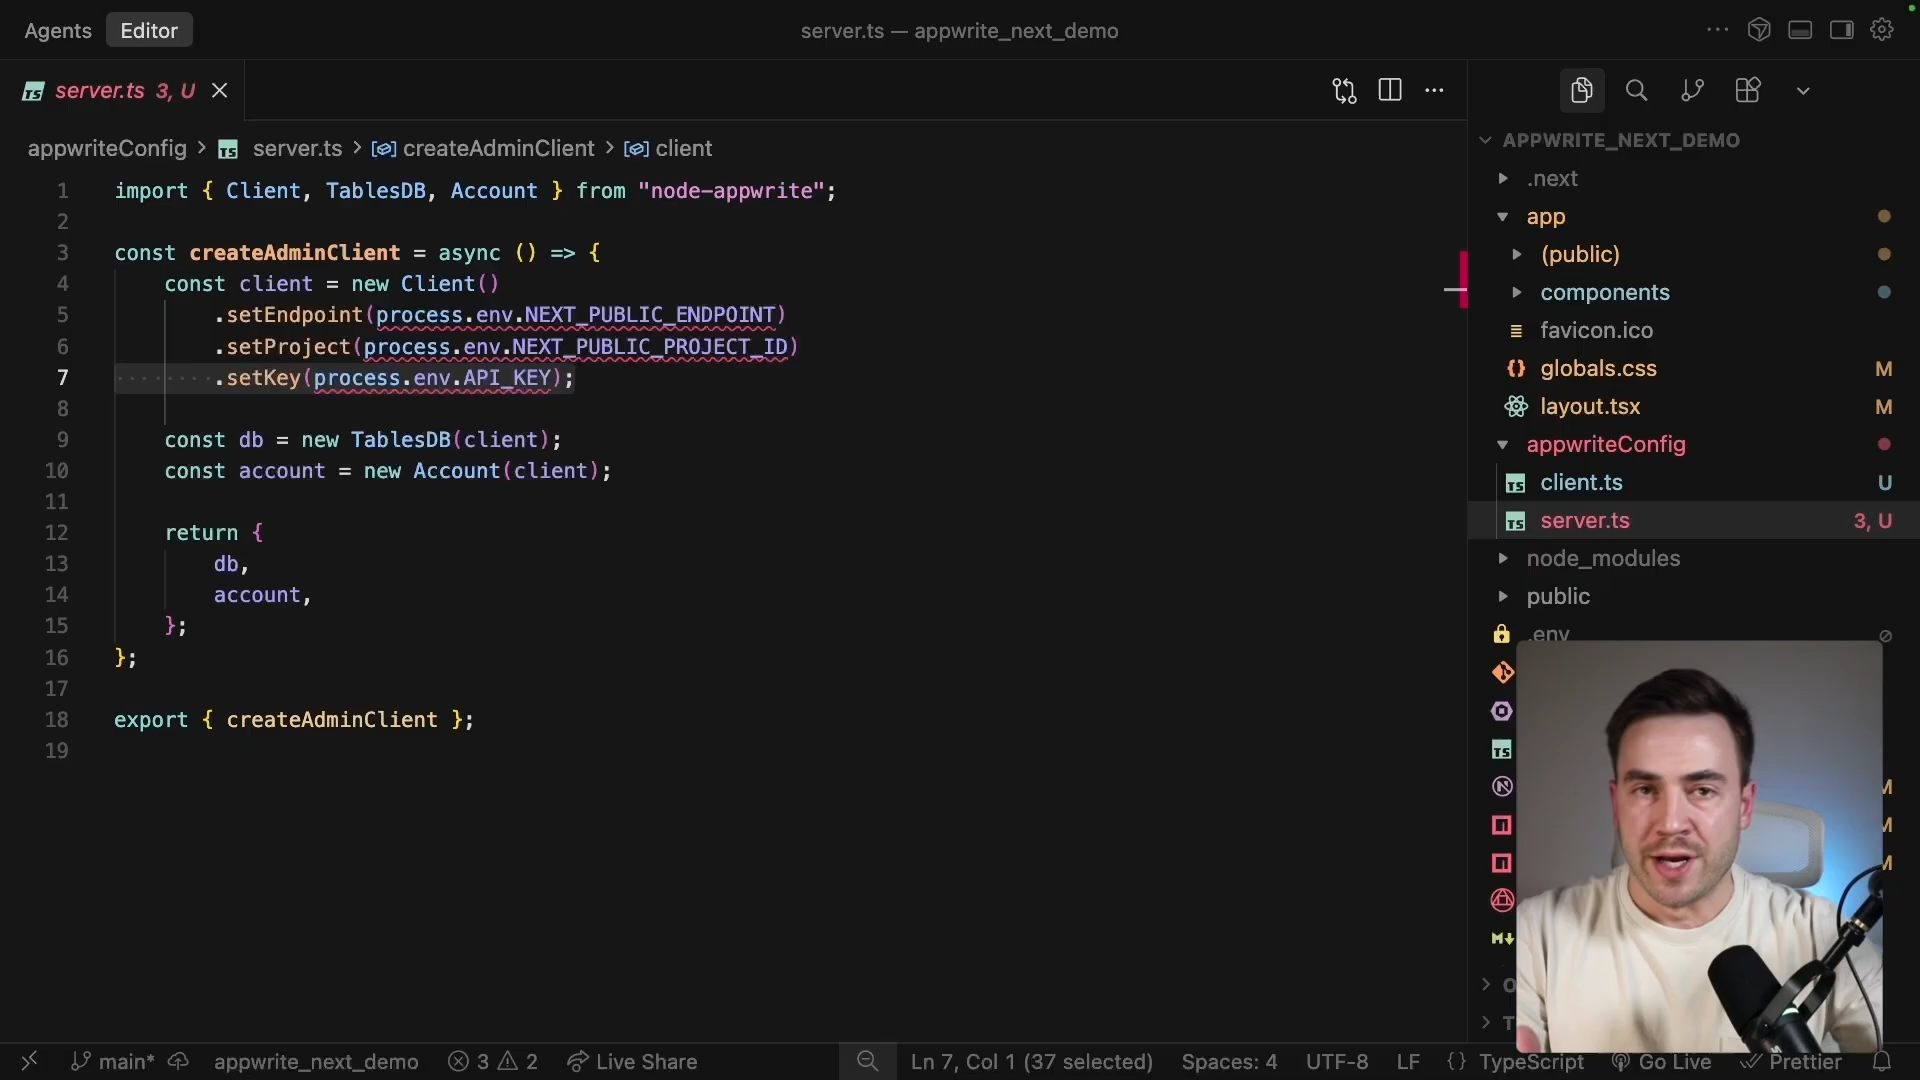 Agents Editor server.ts — appwrite_next_demo
server.ts 3, U
appwriteConfig > server.ts > createAdminClient > client
1 import { Client, TablesDB, Account } from "node-appwrite";
2
3 const createAdminClient = async () => {
4 const client = new Client()
5 .setEndpoint(process.env.NEXT_PUBLIC_ENDPOINT)
6 .setProject(process.env.NEXT_PUBLIC_PROJECT_ID)
7 .setKey(process.env.API_KEY);
8
9 const db = new TablesDB(client);
10 const account = new Account(client);
11
12 return {
13 db,
14 account,
15 };
16 };
17
18 export { createAdminClient };
19
APPWRITE_NEXT_DEMO
.next
app
(public)
components
favicon.ico
globals.css M
layout.tsx M
appwriteConfig
client.ts U
server.ts 3, U
node_modules
public
.env
main* appwrite_next_demo 3 2 Live Share Ln 7, Col 1 (37 selected) Spaces: 4 UTF-8 LF {} TypeScript Go Live Prettier